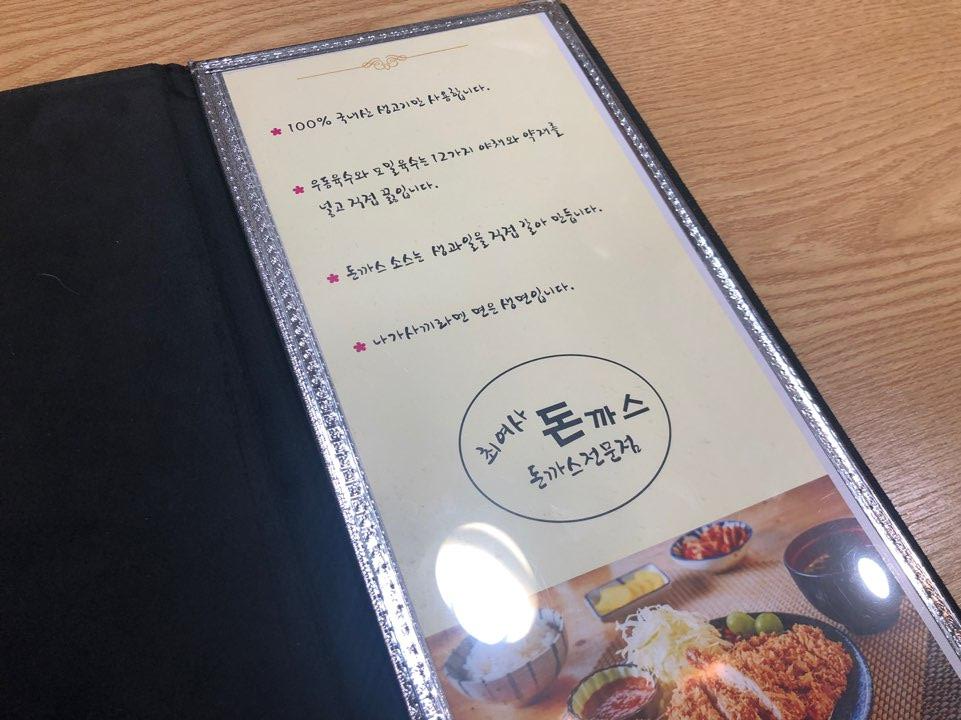 100% 국내산 생고기만 사용합니다.
우동육수와 모밀육수는 12가지 야채와 약재를
넣고 직접 끓입니다.
돈까스 소스는 생과일을 직접 갈아 만듭니다.
나가사끼라면 면은 생면입니다.
최여사 돈까스
돈까스전문점